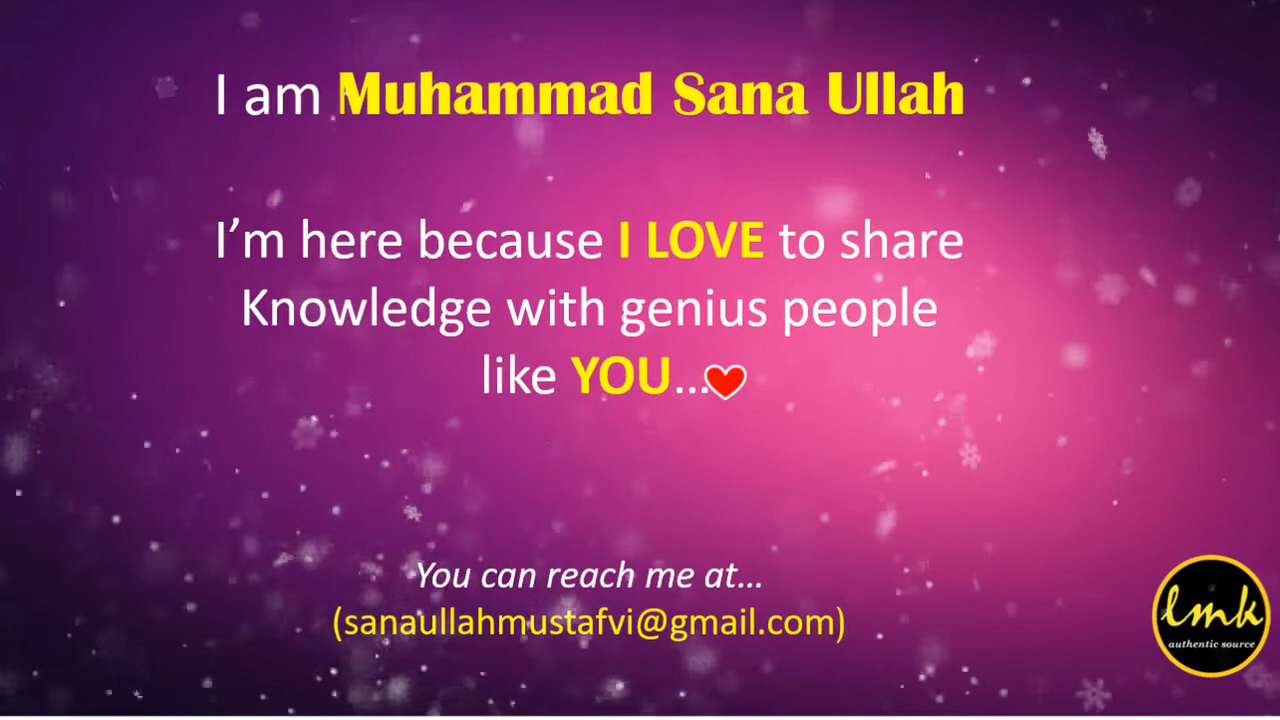 I am Muhammad Sana Ullah
I’m here because I LOVE to share
Knowledge with genius people
like YOU...
You can reach me at...
(sanaullahmustafvi@gmail.com)
lmk
authentic source